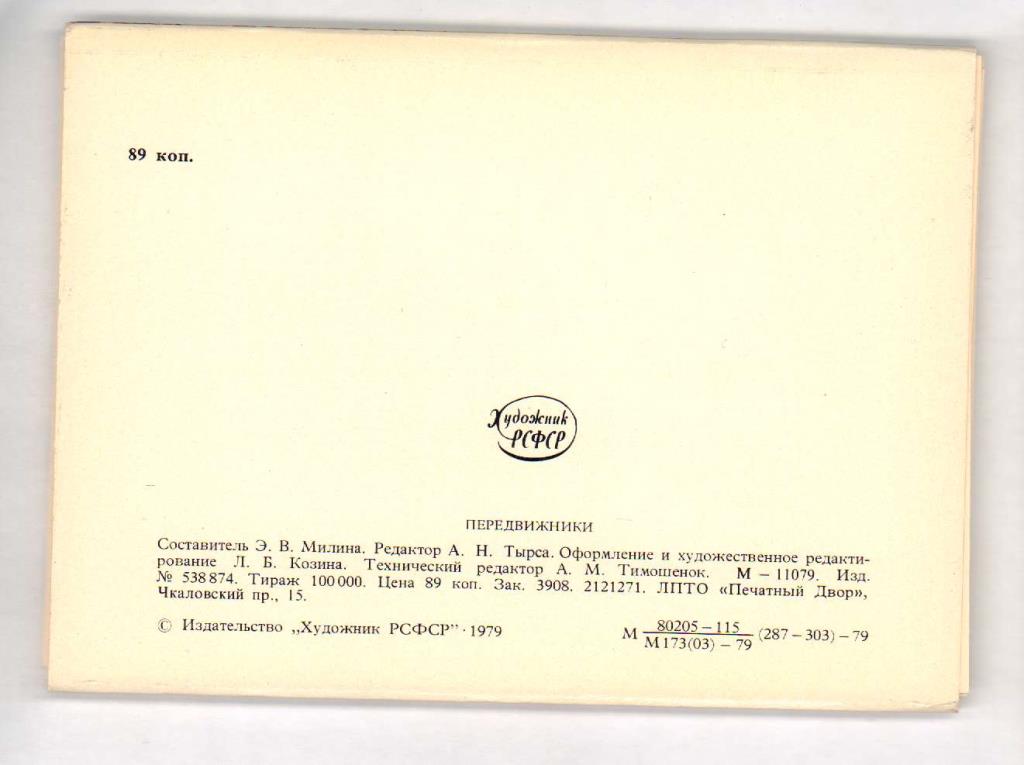 89 коп.
Художник
РСФСР
ПЕРЕДВИЖНИКИ
Составитель Э. В. Милина. Редактор А. Н. Тырса. Оформление и художественное редакти-
рование Л. Б. Козина. Технический редактор А. М. Тимошенок. М – 11079. Изд.
№ 538874. Тираж 100000. Цена 89 коп. Зак. 3908. 2121271. ЛПТО «Печатный Двор»,
Чкаловский пр., 15.
© Издательство „Художник РСФСР” · 1979
М 80205–115 (287–303)–79
М173(03)–79